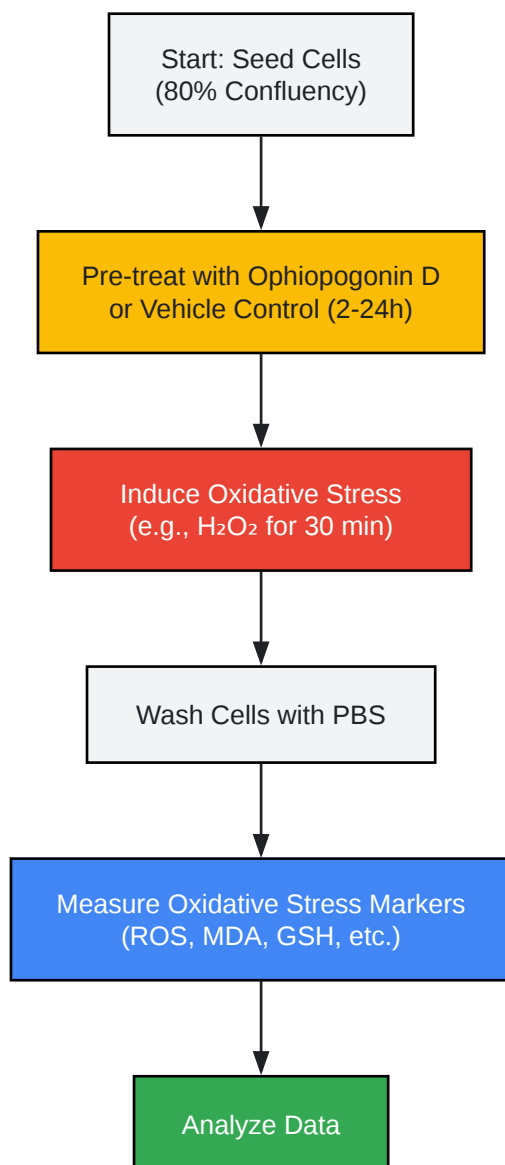 Start: Seed Cells
(80% Confluency)
Pre-treat with Ophiopogonin D
or Vehicle Control (2-24h)
Induce Oxidative Stress
(e.g., H₂O₂ for 30 min)
Wash Cells with PBS
Measure Oxidative Stress Markers
(ROS, MDA, GSH, etc.)
Analyze Data